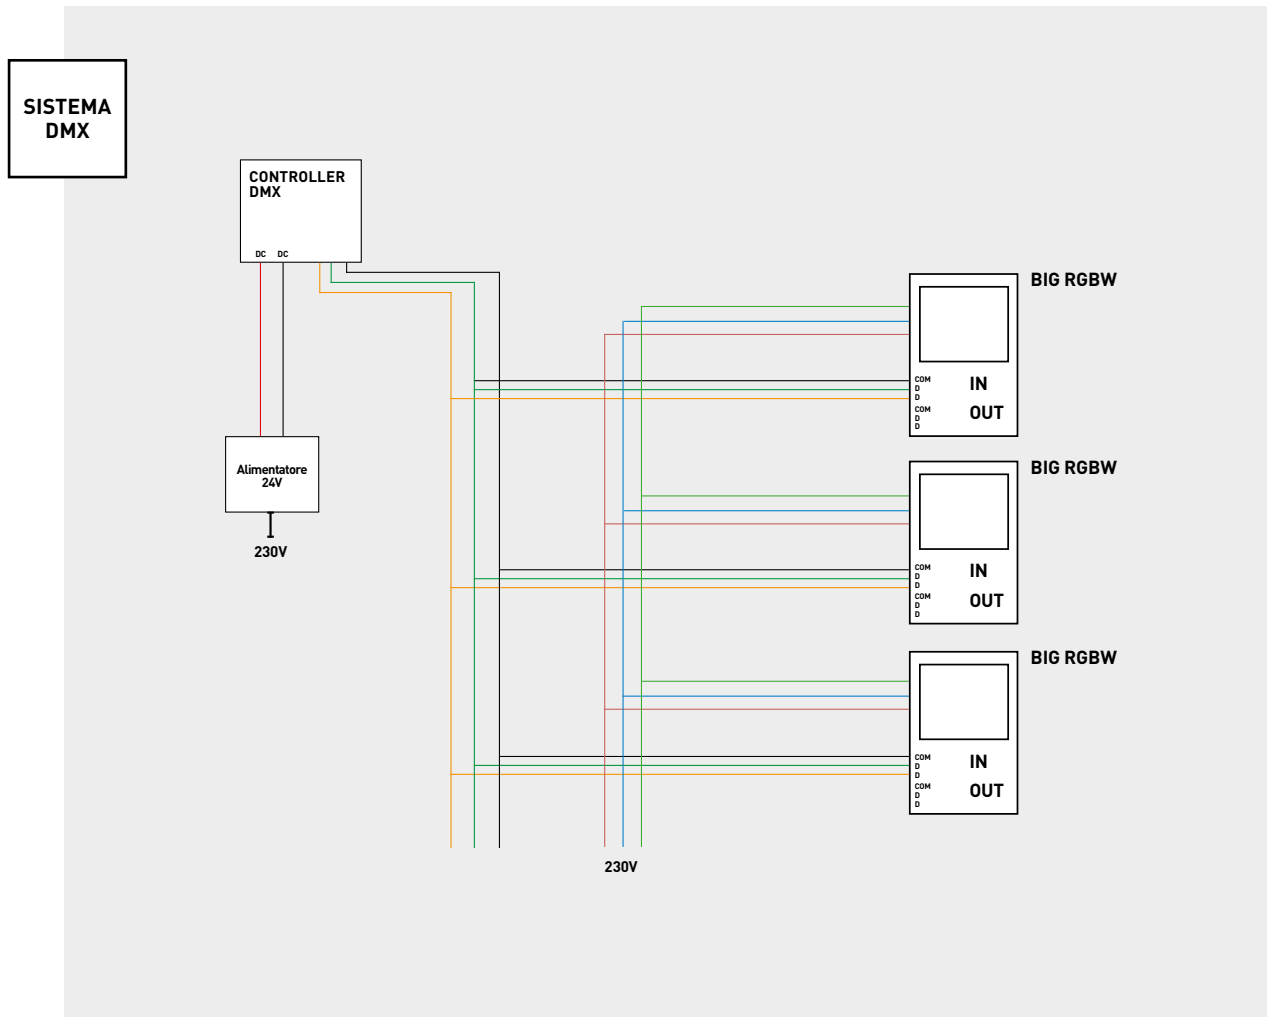 SISTEMA
DMX
CONTROLLER
DMX
DC DC
Alimentatore
24V
230V
BIG RGBW
COM
D
D
IN
COM
D
D
OUT
BIG RGBW
COM
D
D
IN
COM
D
D
OUT
BIG RGBW
COM
D
D
IN
COM
D
D
OUT
230V